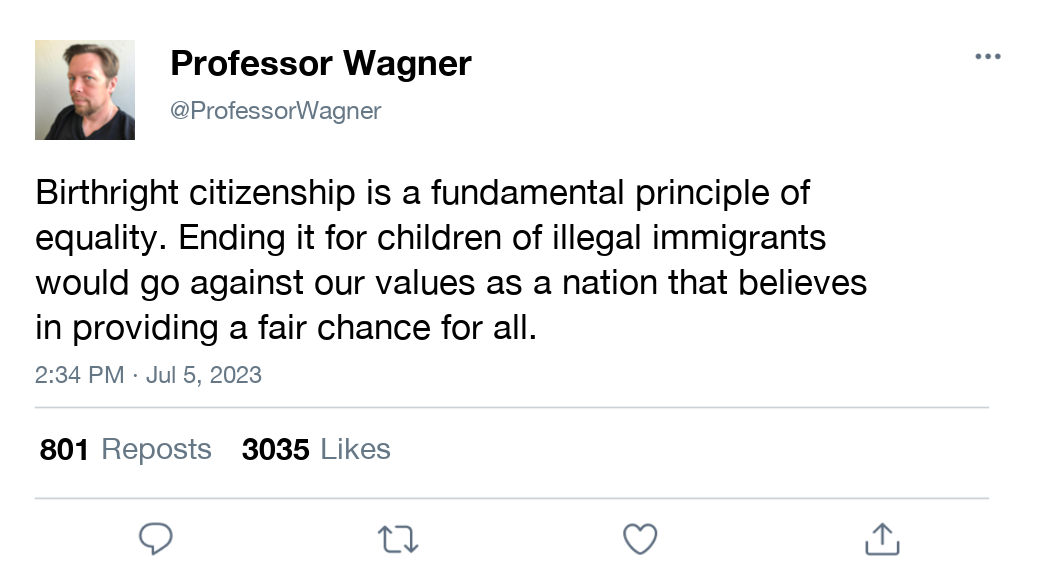 Professor Wagner
@ProfessorWagner
Birthright citizenship is a fundamental principle of
equality. Ending it for children of illegal immigrants
would go against our values as a nation that believes
in providing a fair chance for all.
2:34 PM · Jul 5, 2023
801 Reposts 3035 Likes